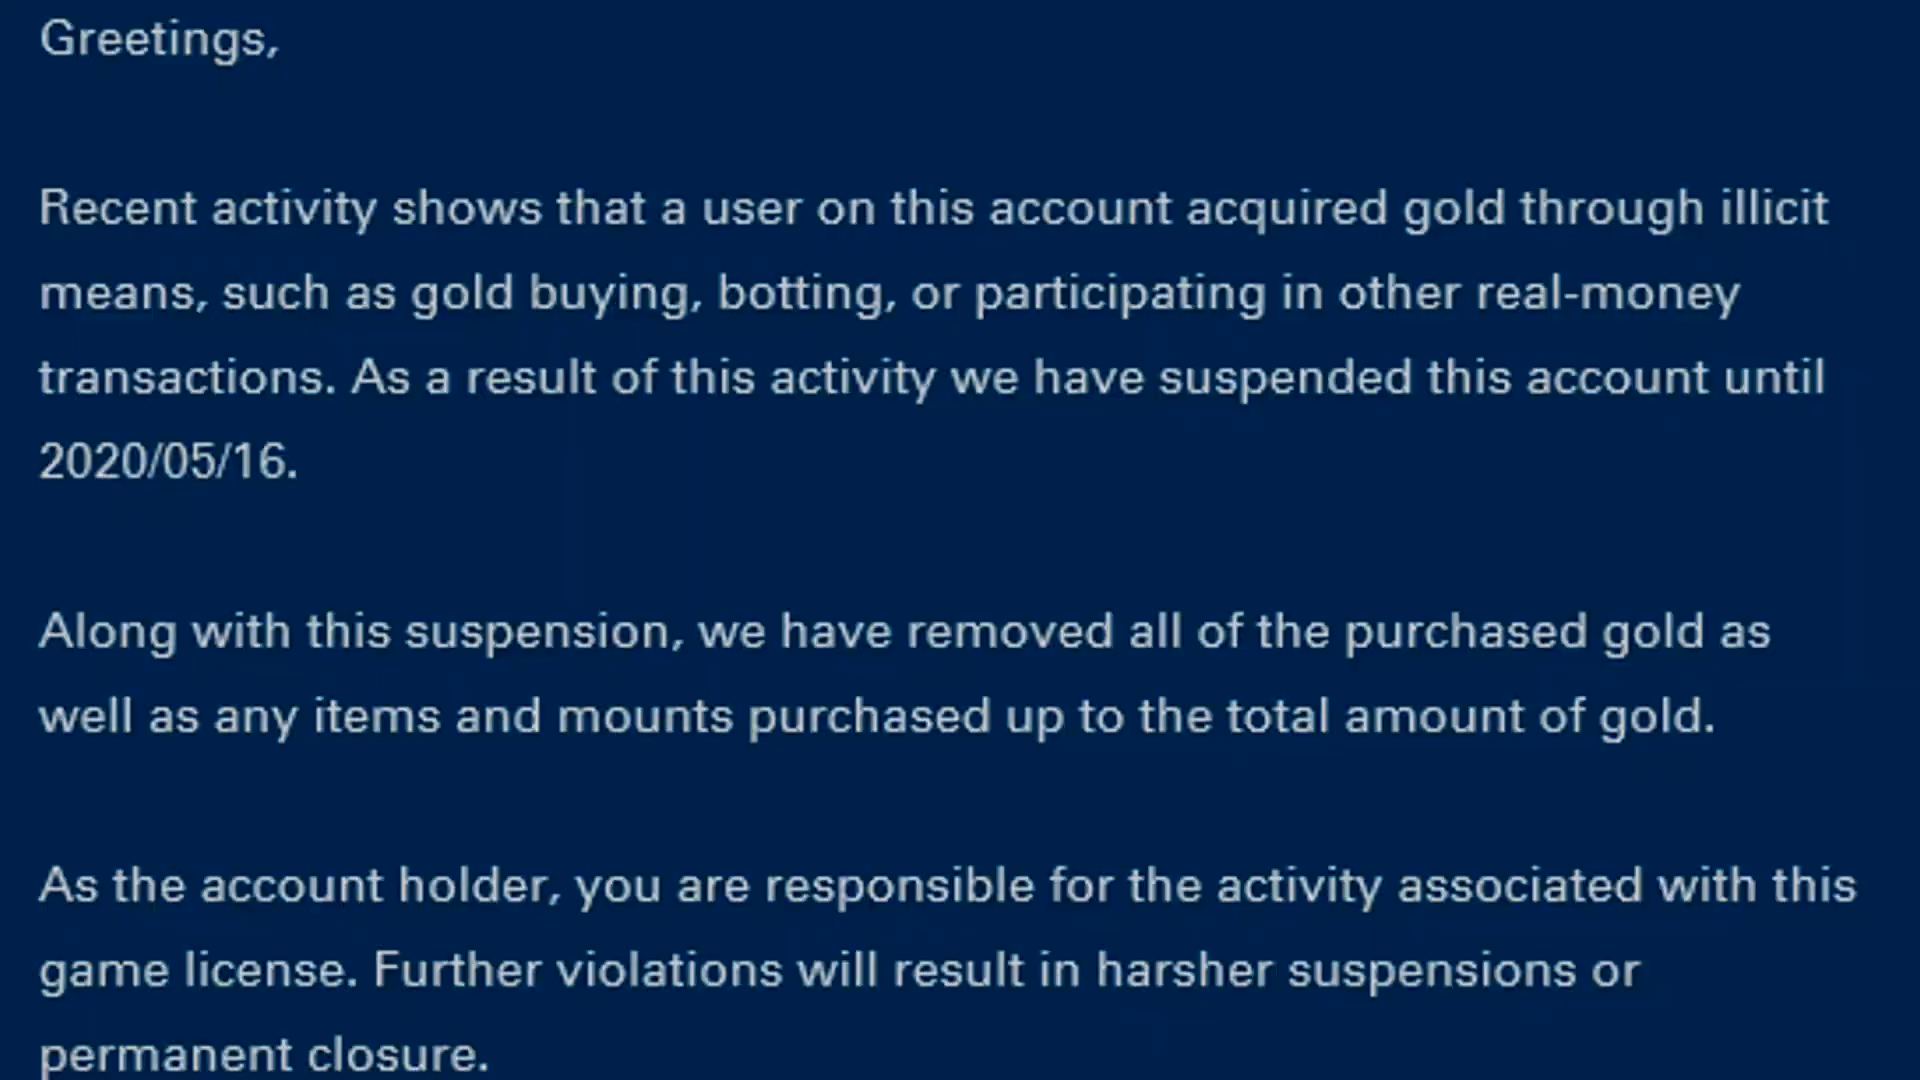 Greetings,
Recent activity shows that a user on this account acquired gold through illicit
means, such as gold buying, botting, or participating in other real-money
transactions. As a result of this activity we have suspended this account until
2020/05/16.
Along with this suspension, we have removed all of the purchased gold as
well as any items and mounts purchased up to the total amount of gold.
As the account holder, you are responsible for the activity associated with this
game license. Further violations will result in harsher suspensions or
permanent closure.